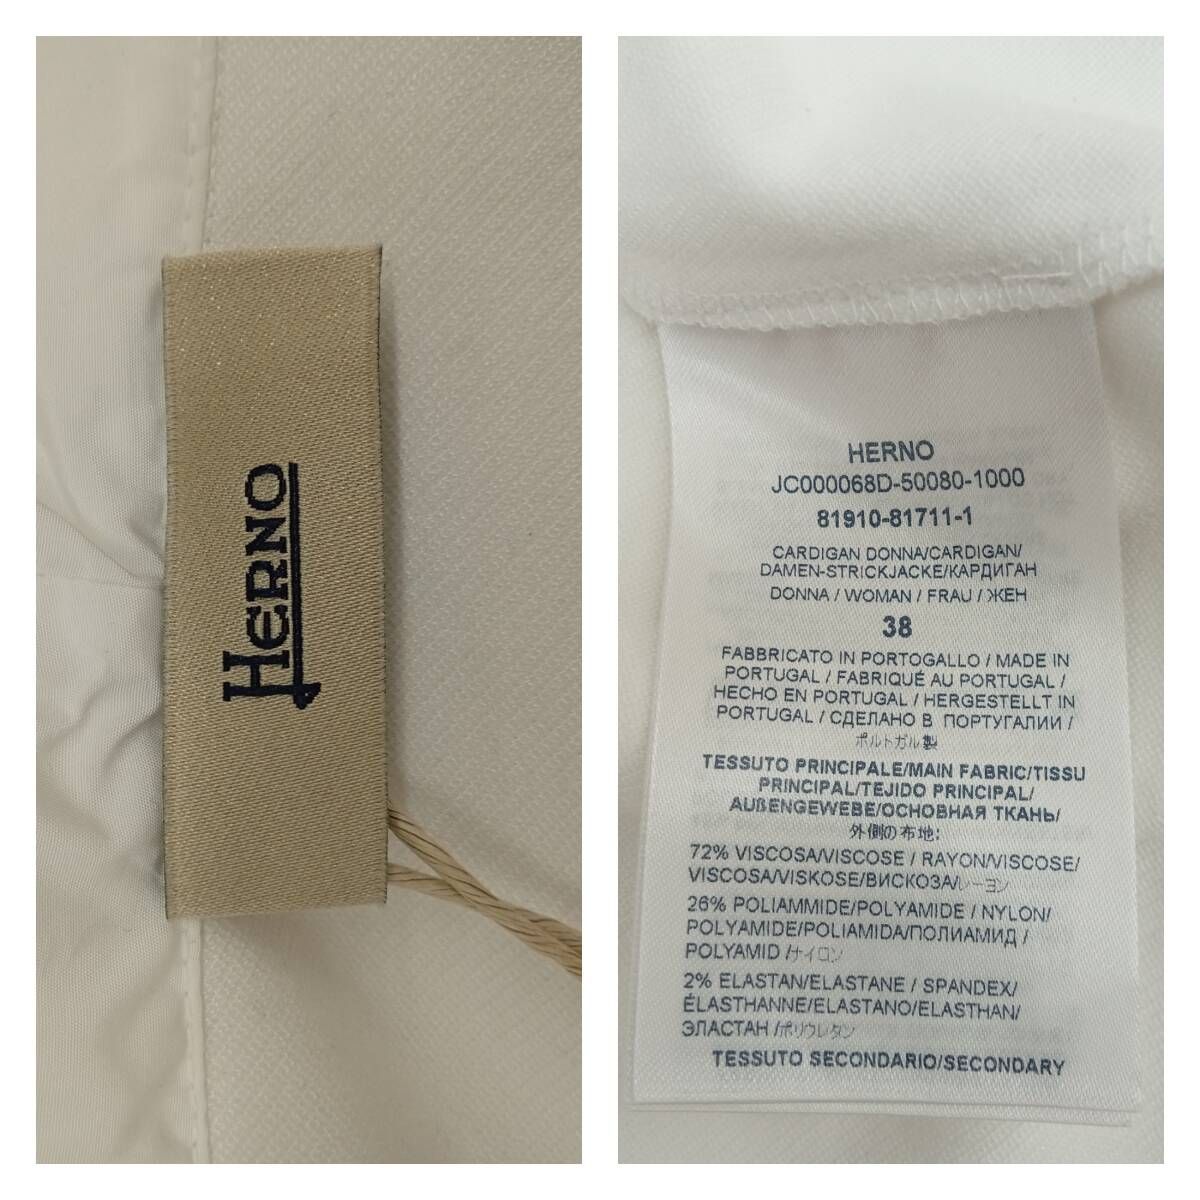 HERNO
HERNO
JC000068D-50080-1000
81910-81711-1
CARDIGAN DONNA/CARDIGAN/
DAMEN-STRICKJACKE/КАРДИГАН
DONNA / WOMAN / FRAU / ЖЕН
38
FABBRICATO IN PORTOGALLO / MADE IN
PORTUGAL / FABRIQUÉ AU PORTUGAL /
HECHO EN PORTUGAL / HERGESTELLT IN
PORTUGAL / СДЕЛАНО В ПОРТУГАЛИИ /
ポルトガル製
TESSUTO PRINCIPALE/MAIN FABRIC/TISSU
PRINCIPAL/TEJIDO PRINCIPAL/
AUßENGEWEBE/ОСНОВНАЯ ТКАНЬ/
外側の布地:
72% VISCOSA/VISCOSE / RAYON/VISCOSE/
VISCOSA/VISKOSE/ВИСКОЗА/レーヨン
26% POLIAMMIDE/POLYAMIDE / NYLON/
POLYAMIDE/POLIAMIDA/ПОЛИАМИД /
POLYAMID /ナイロン
2% ELASTAN/ELASTANE / SPANDEX/
ÉLASTHANNE/ELASTANO/ELASTHAN/
ЭЛАСТАН /ポリウレタン
TESSUTO SECONDARIO/SECONDARY